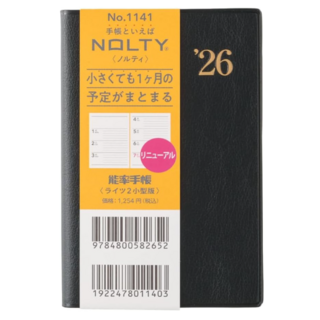 No.1141
手帳といえば
NOLTY®
〈ノルティ〉
小さくても1ヶ月の
予定がまとまる
リニューアル
能率手帳
〈ライツ2小型版〉
価格：1,254円(税込)
9784800582652
1922478011403
'26